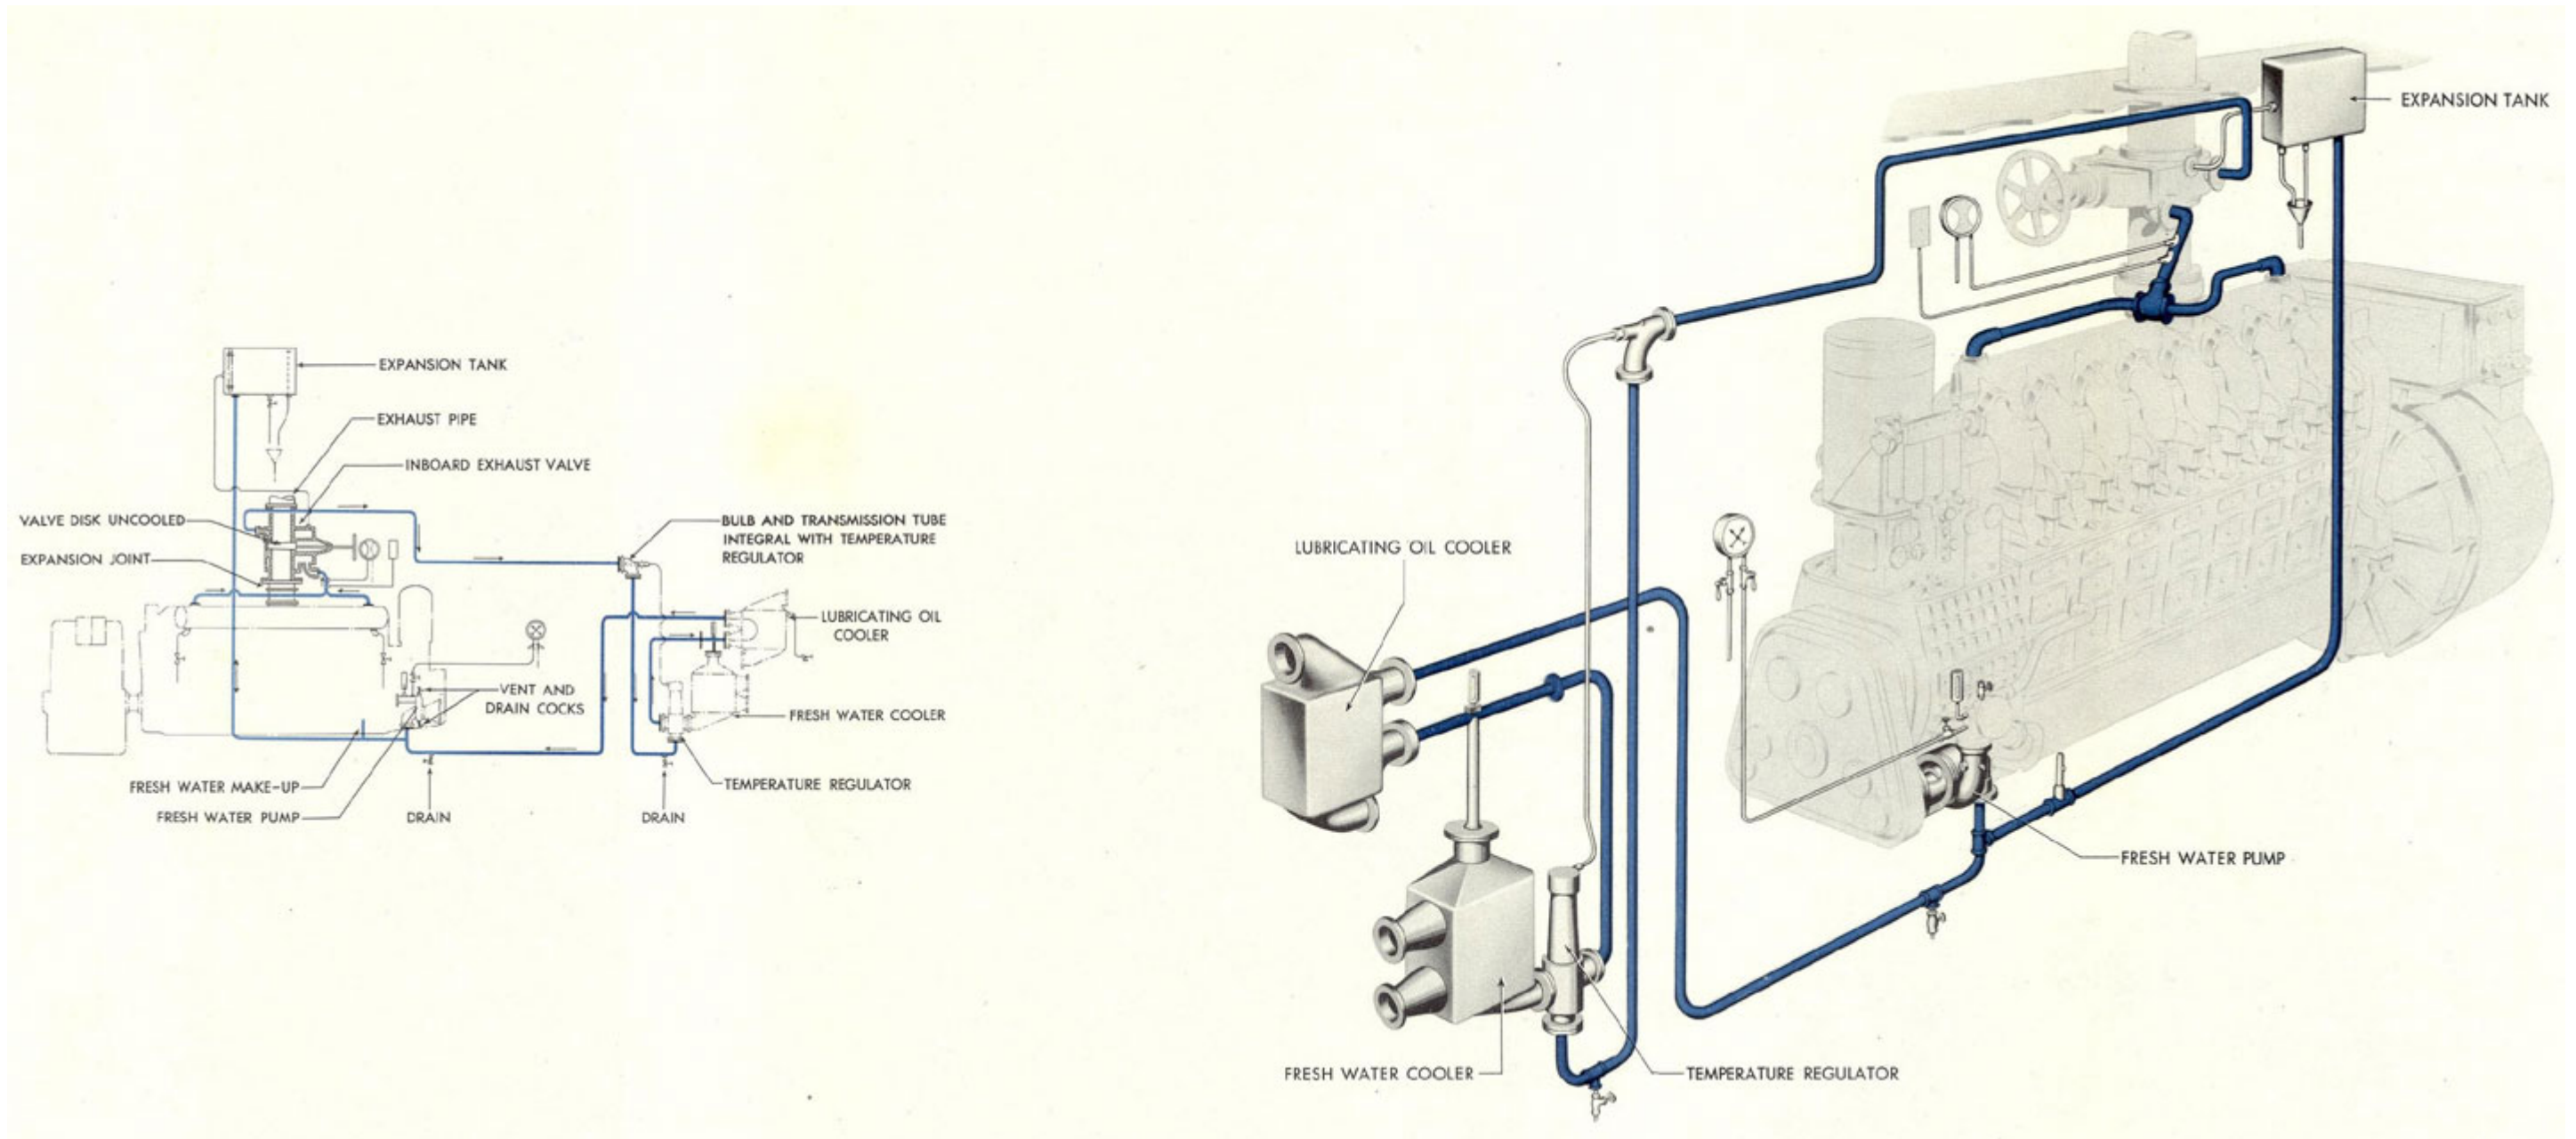 EXPANSION TANK
EXHAUST PIPE
INBOARD EXHAUST VALVE
VALVE DISK UNCOOLED
EXPANSION JOINT
BULB AND TRANSMISSION TUBE
INTEGRAL WITH TEMPERATURE
REGULATOR
LUBRICATING OIL
COOLER
VENT AND
DRAIN COCKS
FRESH WATER COOLER
FRESH WATER MAKE-UP
TEMPERATURE REGULATOR
FRESH WATER PUMP
DRAIN
DRAIN
EXPANSION TANK
LUBRICATING OIL COOLER
FRESH WATER PUMP
FRESH WATER COOLER
TEMPERATURE REGULATOR